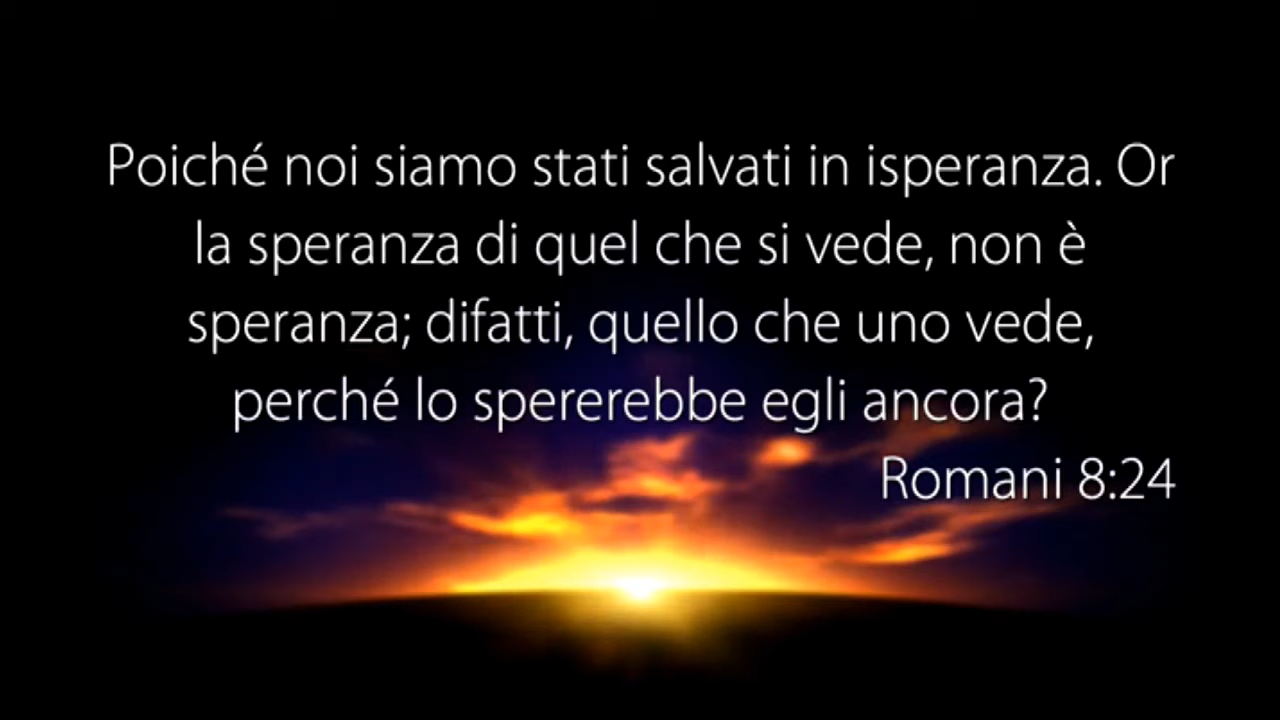 Poiché noi siamo stati salvati in isperanza. Or
la speranza di quel che si vede, non è
speranza; difatti, quello che uno vede,
perché lo spererebbe egli ancora?
Romani 8:24